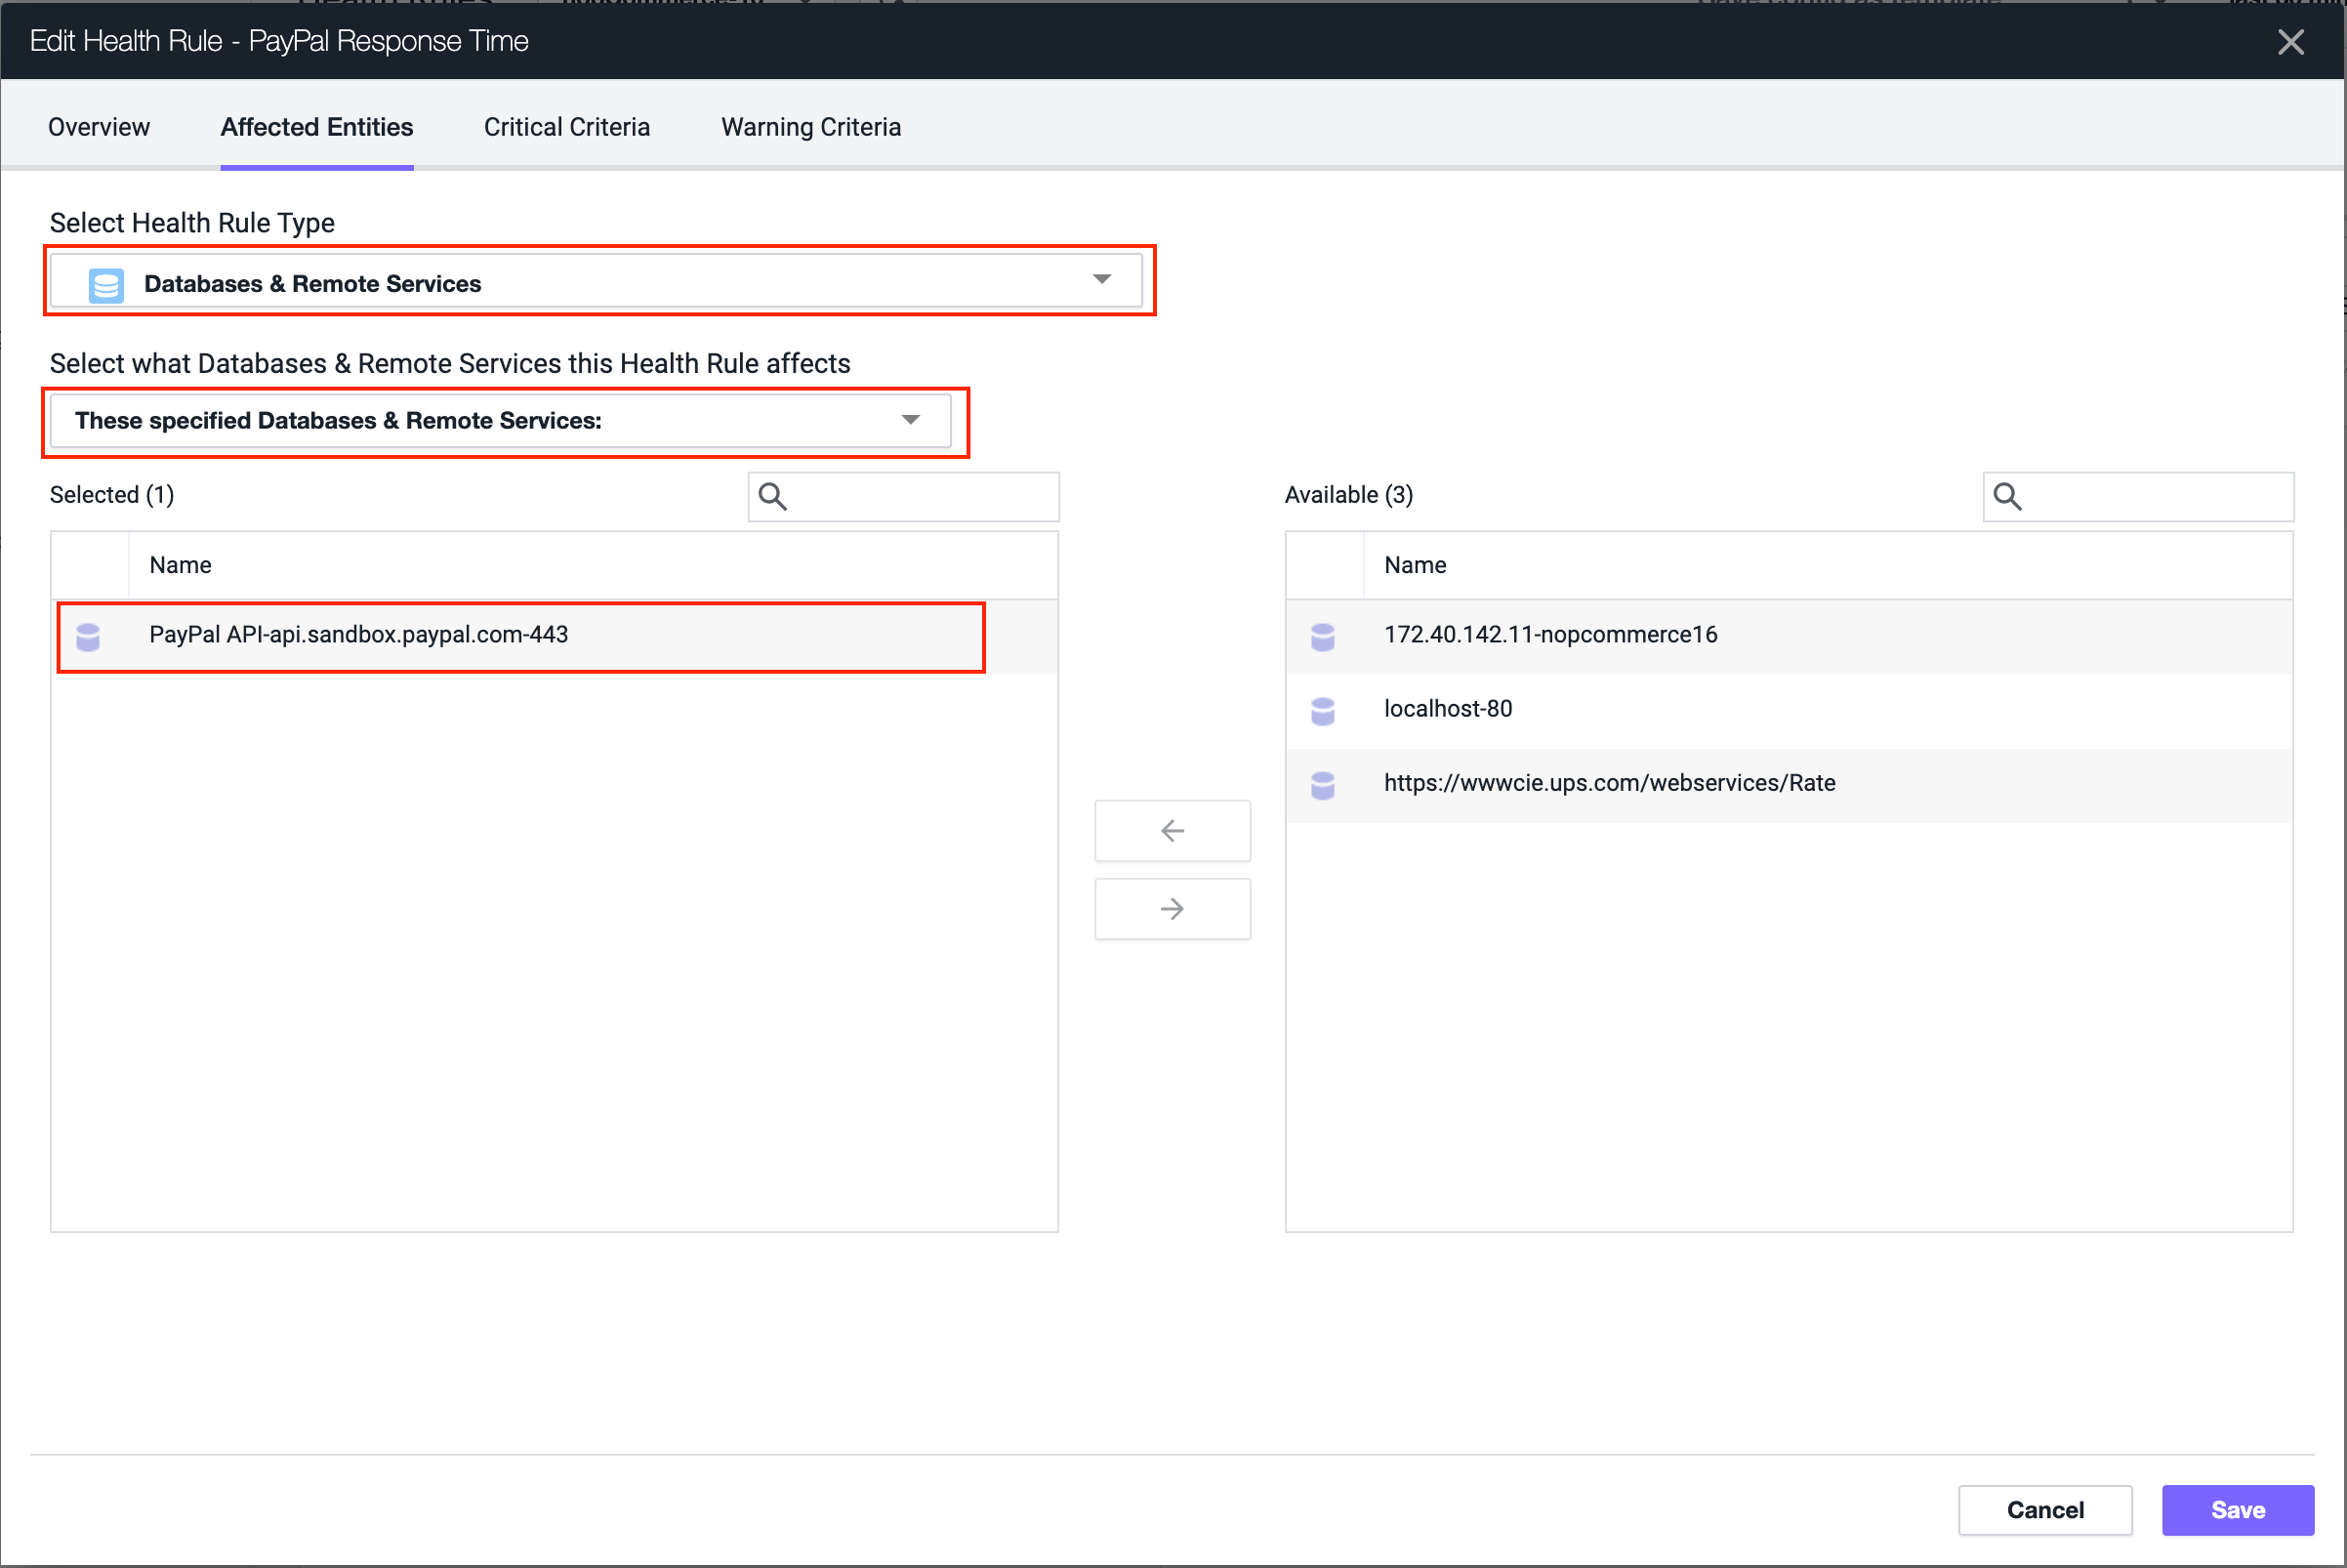 Edit Health Rule - PayPal Response Time
Overview
Affected Entities
Critical Criteria
Warning Criteria
Select Health Rule Type
Databases & Remote Services
Select what Databases & Remote Services this Health Rule affects
These specified Databases & Remote Services:
Selected (1)
Available (3)
Name
Name
PayPal API-api.sandbox.paypal.com-443
172.40.142.11-nopcommerce16
localhost-80
https://wwwcie.ups.com/webservices/Rate
Cancel
Save